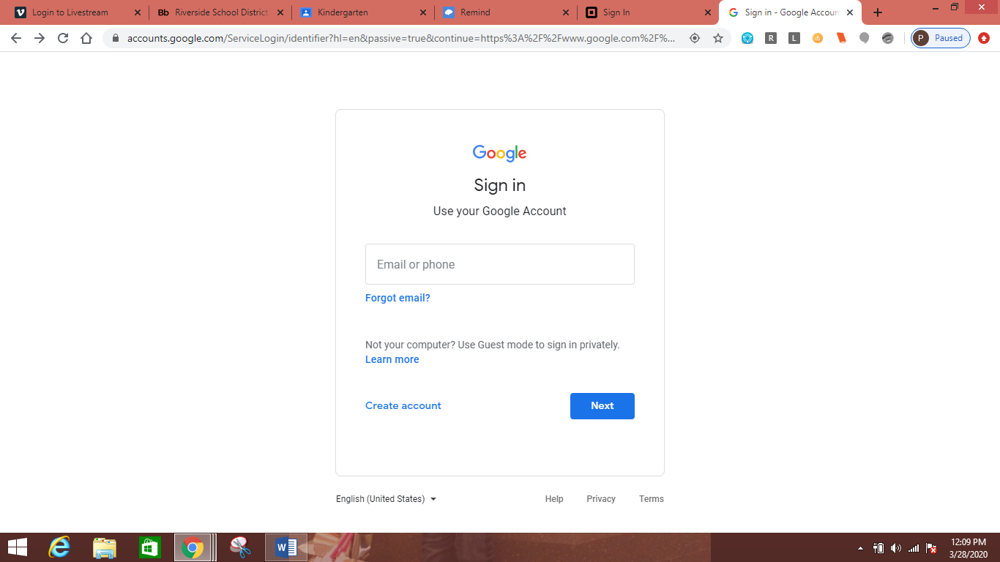 Login to Livestream
Bb Riverside School District
Kindergarten
Remind
Sign In
Sign in - Google Accoun
accounts.google.com/ServiceLogin/identifier?hl=en&passive=true&continue=https%3A%2F%2Fwww.google.com%2F%...
R
L
P Paused
Google
Sign in
Use your Google Account
Email or phone
Forgot email?
Not your computer? Use Guest mode to sign in privately.
Learn more
Create account
Next
English (United States)
Help
Privacy
Terms
12:09 PM
3/28/2020